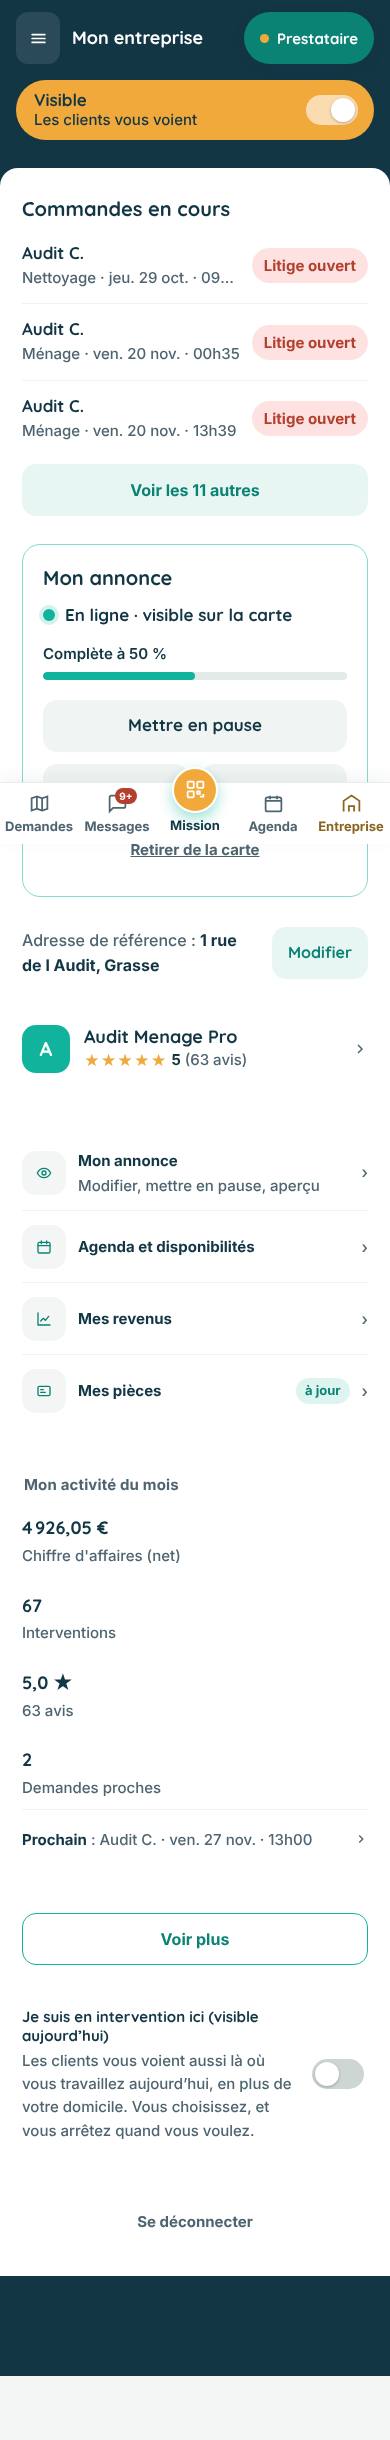 Mon entreprise
Prestataire
Visible
Les clients vous voient
Commandes en cours
Audit C.
Nettoyage · jeu. 29 oct. · 09...
Litige ouvert
Audit C.
Ménage · ven. 20 nov. · 00h35
Litige ouvert
Audit C.
Ménage · ven. 20 nov. · 13h39
Litige ouvert
Voir les 11 autres
Mon annonce
En ligne · visible sur la carte
Complète à 50 %
Mettre en pause
Demandes
9+
Messages
Mission
Agenda
Entreprise
Retirer de la carte
Adresse de référence : 1 rue
de l Audit, Grasse
Modifier
A
Audit Menage Pro
★★★★★ 5 (63 avis)
Mon annonce
Modifier, mettre en pause, aperçu
Agenda et disponibilités
Mes revenus
Mes pièces
à jour
Mon activité du mois
4 926,05 €
Chiffre d'affaires (net)
67
Interventions
5,0 ★
63 avis
2
Demandes proches
Prochain : Audit C. · ven. 27 nov. · 13h00
Voir plus
Je suis en intervention ici (visible
aujourd’hui)
Les clients vous voient aussi là où
vous travaillez aujourd’hui, en plus de
votre domicile. Vous choisissez, et
vous arrêtez quand vous voulez.
Se déconnecter